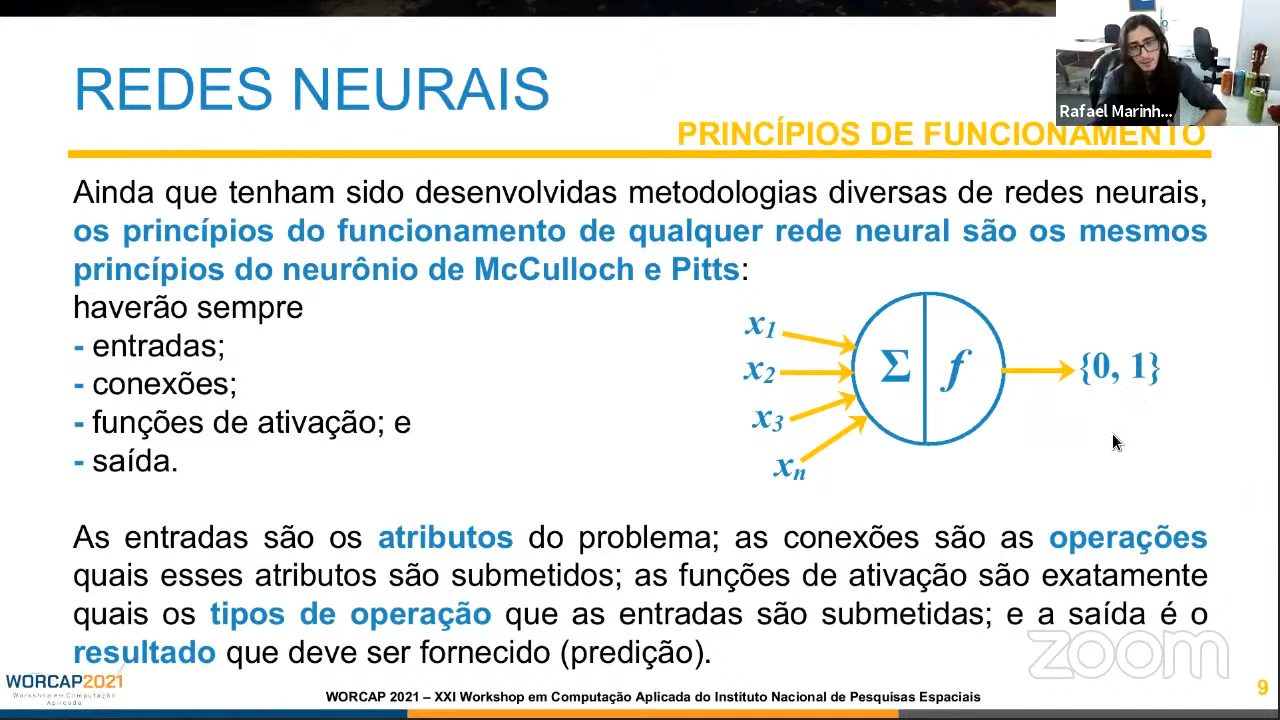 REDES NEURAIS
Rafael Marinh...
PRINCÍPIOS DE FUNCIONAMENTO
Ainda que tenham sido desenvolvidas metodologias diversas de redes neurais,
os princípios do funcionamento de qualquer rede neural são os mesmos
princípios do neurônio de McCulloch e Pitts:
haverão sempre
- entradas;
- conexões;
- funções de ativação; e
- saída.
x1
x2
x3
xn
Σ f
{0, 1}
As entradas são os atributos do problema; as conexões são as operações
quais esses atributos são submetidos; as funções de ativação são exatamente
quais os tipos de operação que as entradas são submetidas; e a saída é o
resultado que deve ser fornecido (predição).
zoom
WORCAP2021
Workshop em Computação
Aplicada
WORCAP 2021 – XXI Workshop em Computação Aplicada do Instituto Nacional de Pesquisas Espaciais
9